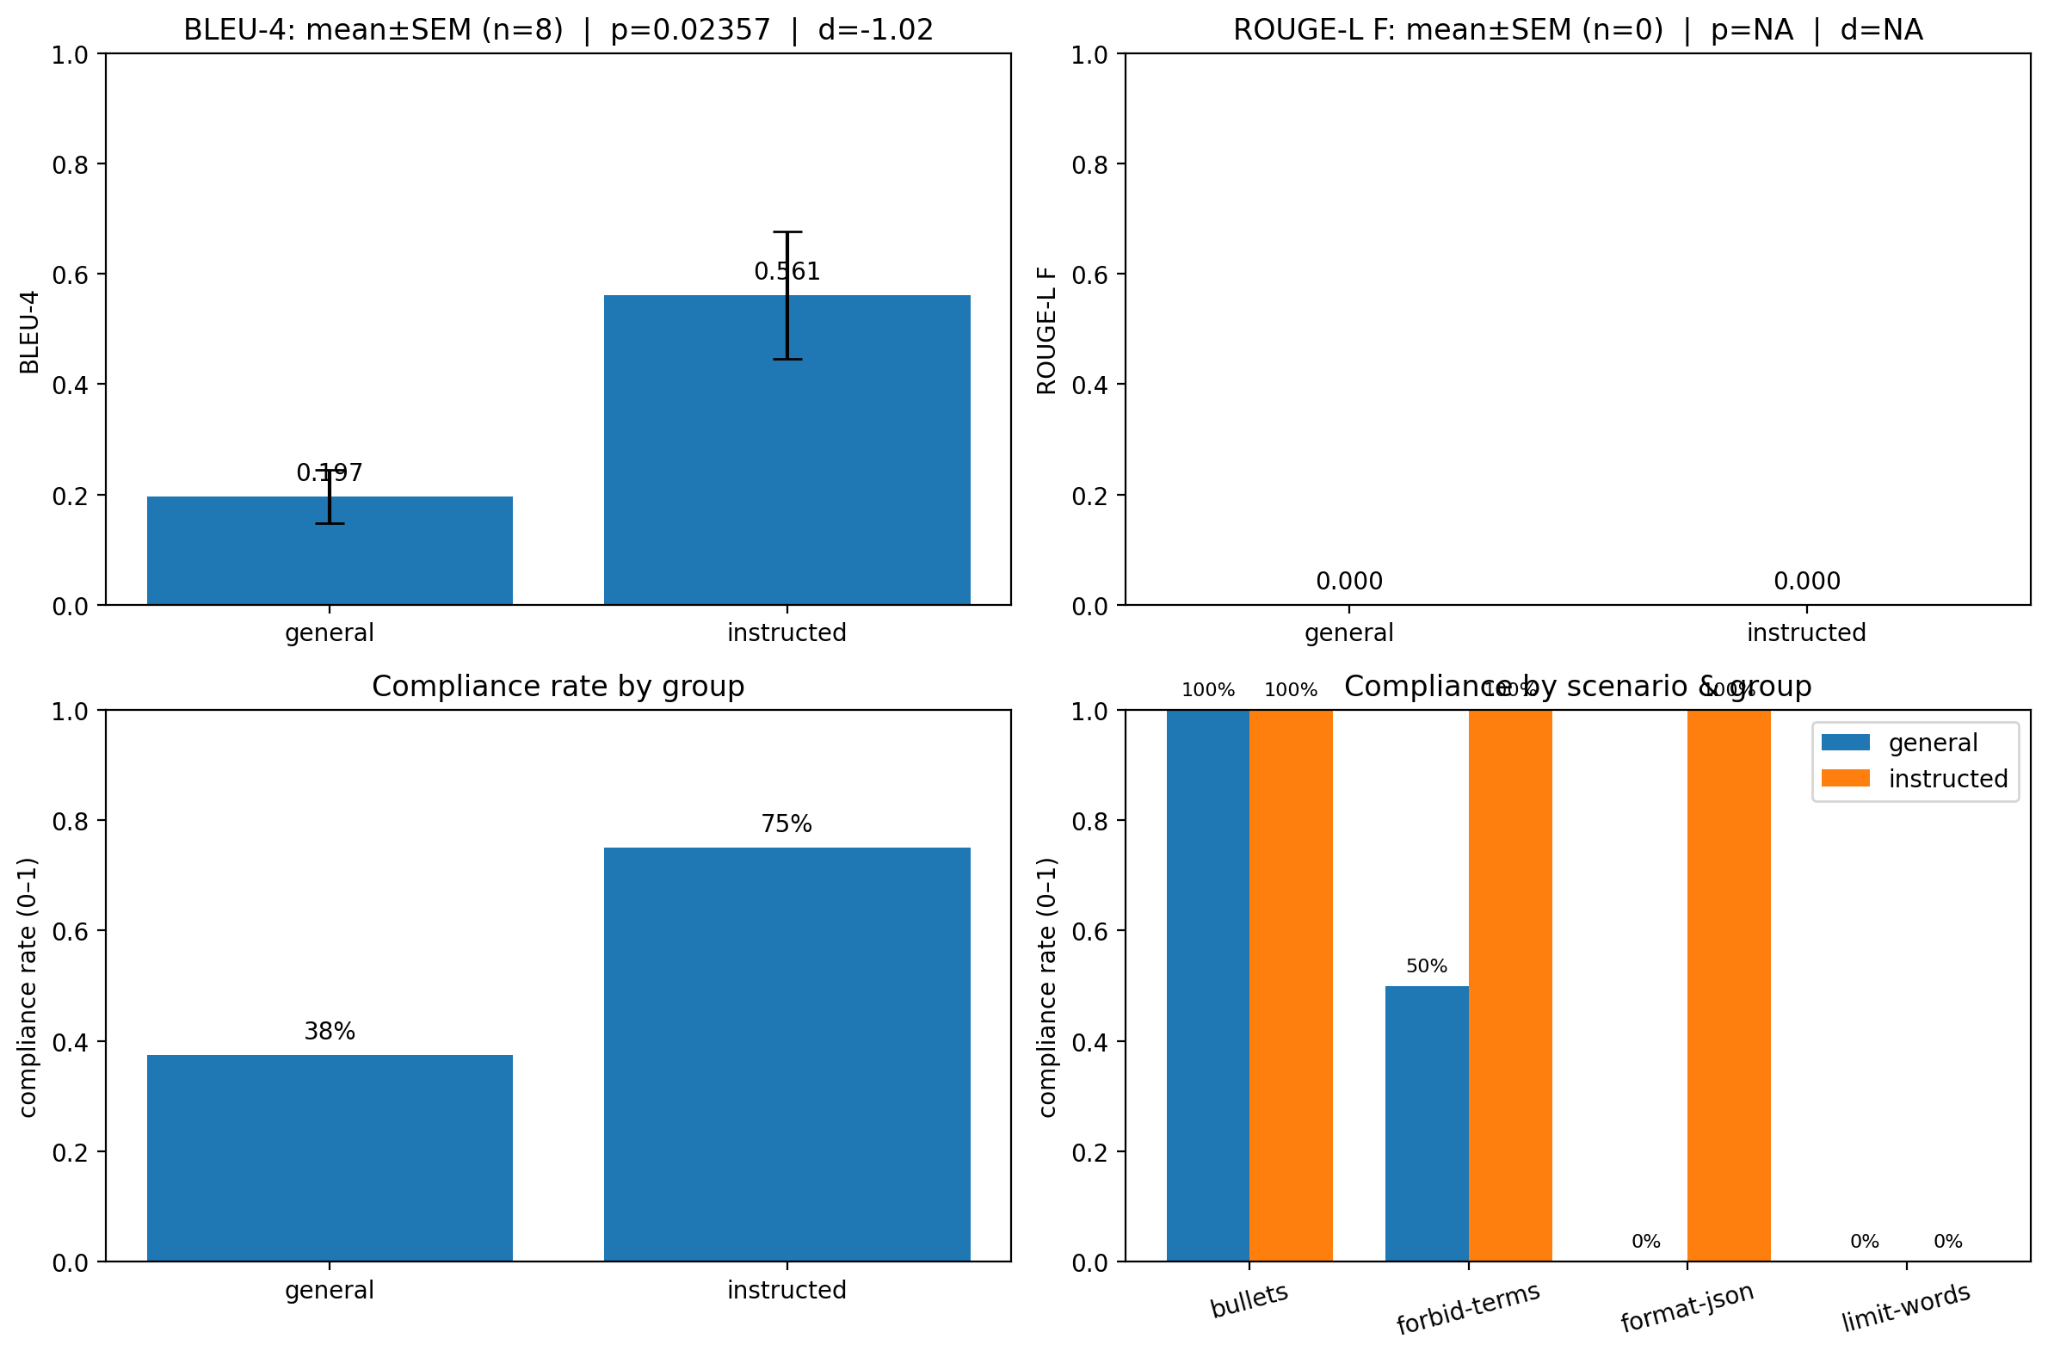 BLEU-4: mean±SEM (n=8) | p=0.02357 | d=-1.02
1.0
0.8
0.6
0.4
0.2
0.0
BLEU-4
0.197
0.561
general
instructed
ROUGE-L F: mean±SEM (n=0) | p=NA | d=NA
1.0
0.8
0.6
0.4
0.2
0.0
ROUGE-L F
0.000
0.000
general
instructed
Compliance rate by group
1.0
0.8
0.6
0.4
0.2
0.0
compliance rate (0–1)
38%
75%
general
instructed
Compliance by scenario & group
1.0
0.8
0.6
0.4
0.2
0.0
compliance rate (0–1)
100%
100%
50%
100%
0%
100%
0%
0%
general
instructed
bullets
forbid-terms
format-json
limit-words